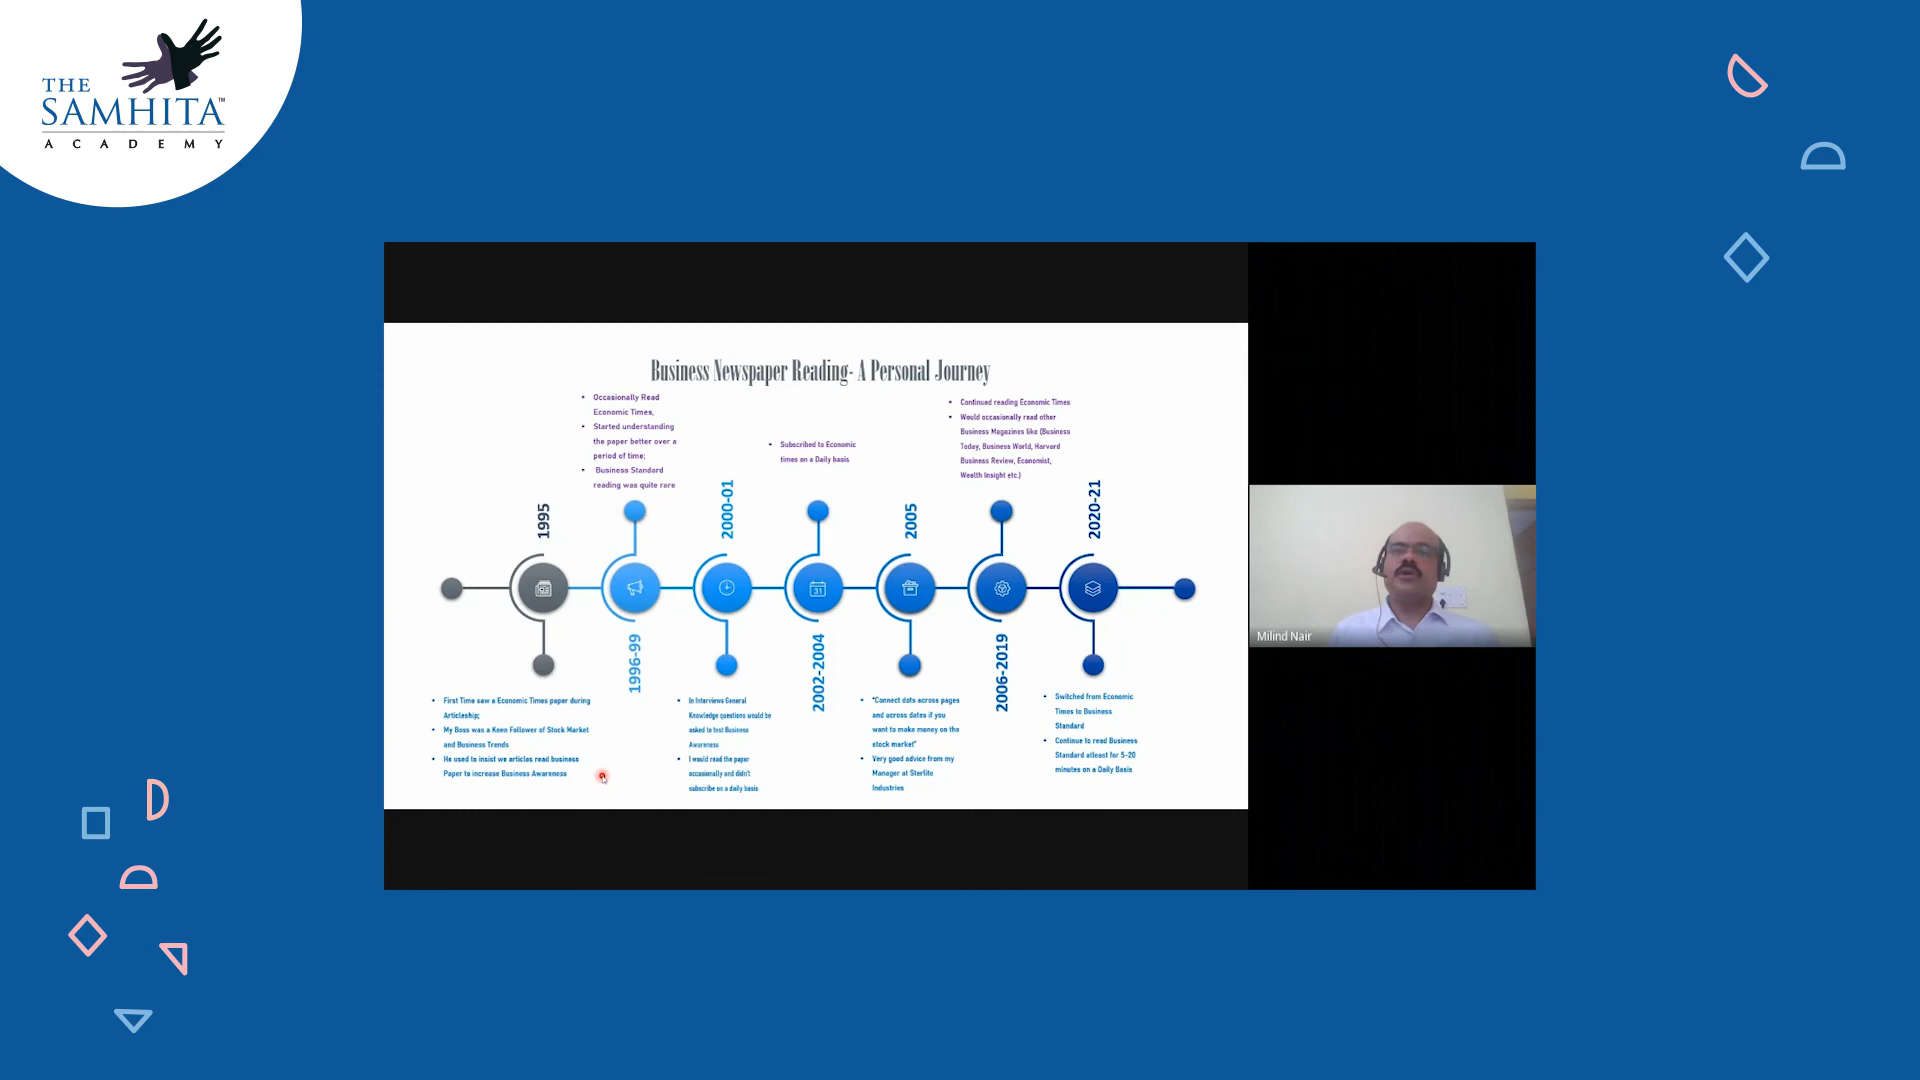 THE
SAMHITA™
ACADEMY
Business Newspaper Reading- A Personal Journey
• Occasionally Read
Economic Times,
• Started understanding
the paper better over a
period of time;
• Business Standard
reading was quite rare
• Subscribed to Economic
times on a Daily basis
• Continued reading Economic Times
• Would occasionally read other
Business Magazines like (Business
Today, Business World, Harvard
Business Review, Economist,
Wealth Insight etc.)
1995
2000-01
2005
2020-21
31
1996-99
2002-2004
2006-2019
• First Time saw a Economic Times paper during
Articleship;
• My Boss was a Keen Follower of Stock Market
and Business Trends
• He used to insist we articles read business
Paper to increase Business Awareness
• In Interviews General
Knowledge questions would be
asked to test Business
Awareness
• I would read the paper
occasionally and didn't
subscribe on a daily basis
• "Connect dots across pages
and across dates if you
want to make money on the
stock market"
• Very good advice from my
Manager at Sterlite
Industries
• Switched from Economic
Times to Business
Standard
• Continue to read Business
Standard atleast for 5-20
minutes on a Daily Basis
Milind Nair